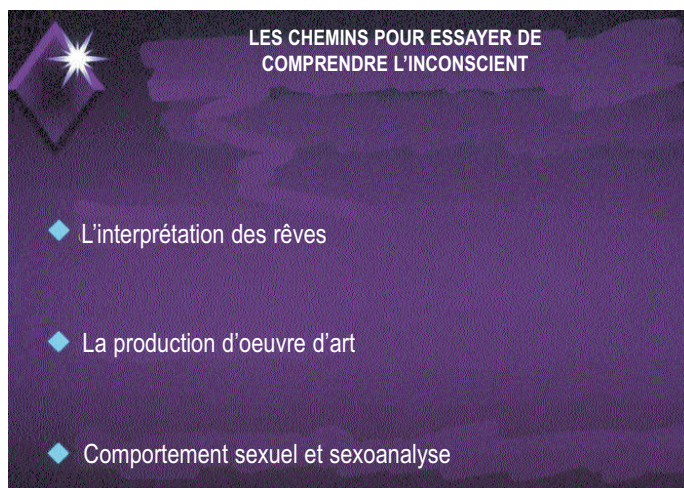 LES CHEMINS POUR ESSAYER DE
COMPRENDRE L'INCONSCIENT
L'interprétation des rêves
La production d'oeuvre d'art
Comportement sexuel et sexoanalyse